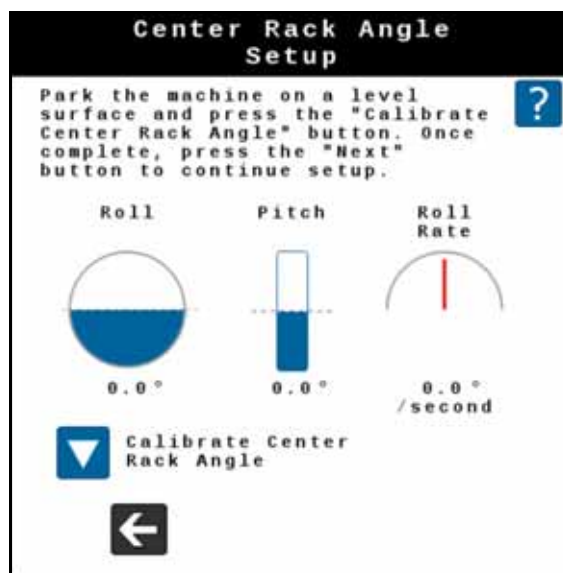 Center Rack Angle
Setup
Park the machine on a level
surface and press the "Calibrate
Center Rack Angle" button. Once
complete, press the "Next"
button to continue setup.
?
Roll
Pitch
Roll
Rate
0.0°
0.0°
0.0°
/second
Calibrate Center
Rack Angle